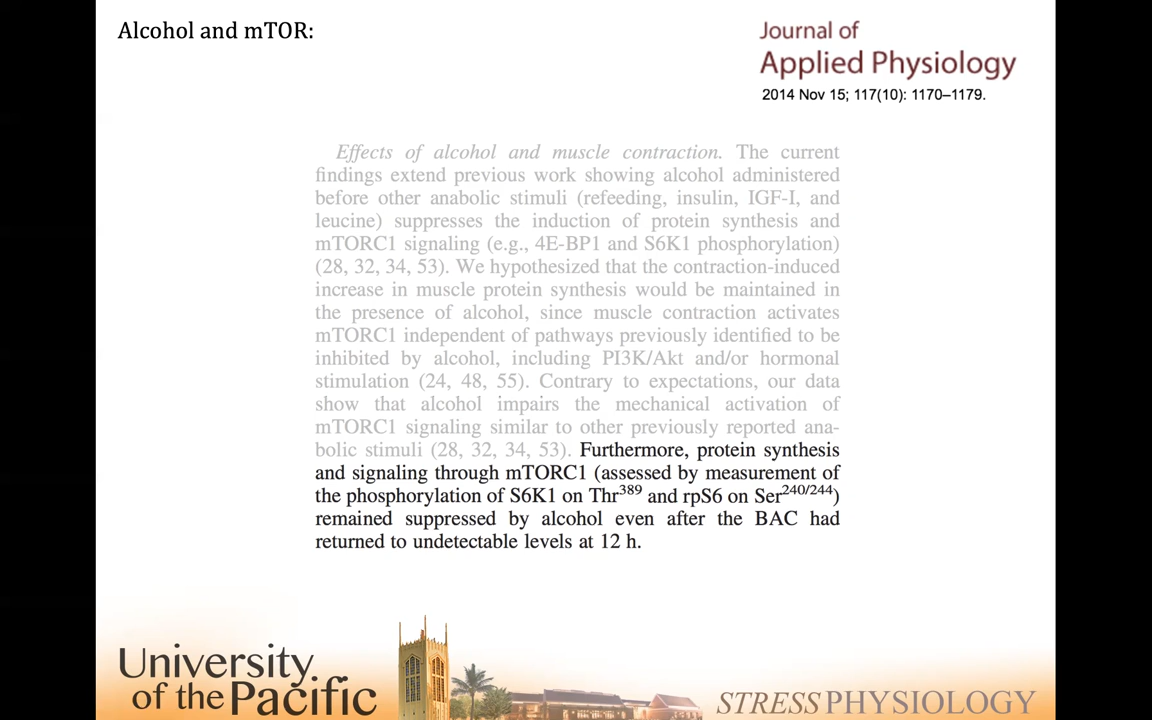 Alcohol and mTOR:
Journal of
Applied Physiology
2014 Nov 15; 117(10): 1170–1179.
Effects of alcohol and muscle contraction. The current
findings extend previous work showing alcohol administered
before other anabolic stimuli (refeeding, insulin, IGF-I, and
leucine) suppresses the induction of protein synthesis and
mTORC1 signaling (e.g., 4E-BP1 and S6K1 phosphorylation)
(28, 32, 34, 53). We hypothesized that the contraction-induced
increase in muscle protein synthesis would be maintained in
the presence of alcohol, since muscle contraction activates
mTORC1 independent of pathways previously identified to be
inhibited by alcohol, including PI3K/Akt and/or hormonal
stimulation (24, 48, 55). Contrary to expectations, our data
show that alcohol impairs the mechanical activation of
mTORC1 signaling similar to other previously reported ana-
bolic stimuli (28, 32, 34, 53). Furthermore, protein synthesis
and signaling through mTORC1 (assessed by measurement of
the phosphorylation of S6K1 on Thr³⁸⁹ and rpS6 on Ser²⁴⁰/²⁴⁴)
remained suppressed by alcohol even after the BAC had
returned to undetectable levels at 12 h.
University
of the Pacific
STRESSPHYSIOLOGY